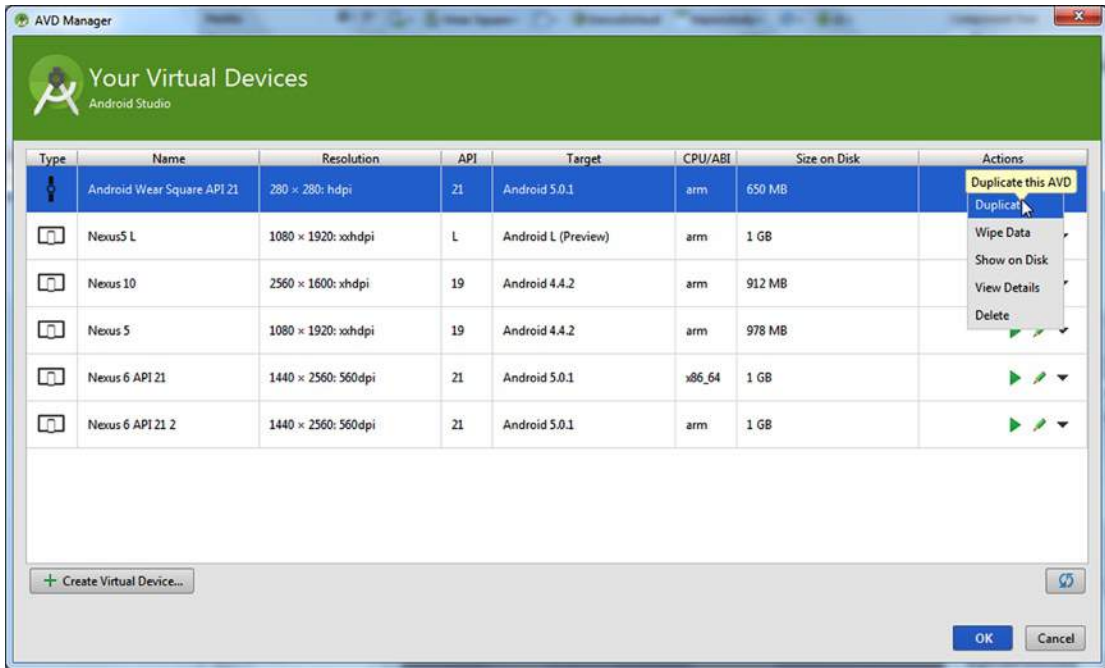 AVD Manager
Your Virtual Devices
Android Studio
Type Name Resolution API Target CPU/ABI Size on Disk Actions
Android Wear Square API 21 280 × 280: hdpi 21 Android 5.0.1 arm 650 MB
Duplicate this AVD
Duplicat
Nexus5 L 1080 × 1920: xxhdpi L Android L (Preview) arm 1 GB
Wipe Data
Show on Disk
Nexus 10 2560 × 1600: xhdpi 19 Android 4.4.2 arm 912 MB
View Details
Delete
Nexus 5 1080 × 1920: xxhdpi 19 Android 4.4.2 arm 978 MB
Nexus 6 API 21 1440 × 2560: 560dpi 21 Android 5.0.1 x86_64 1 GB
Nexus 6 API 21 2 1440 × 2560: 560dpi 21 Android 5.0.1 arm 1 GB
Create Virtual Device...
OK Cancel